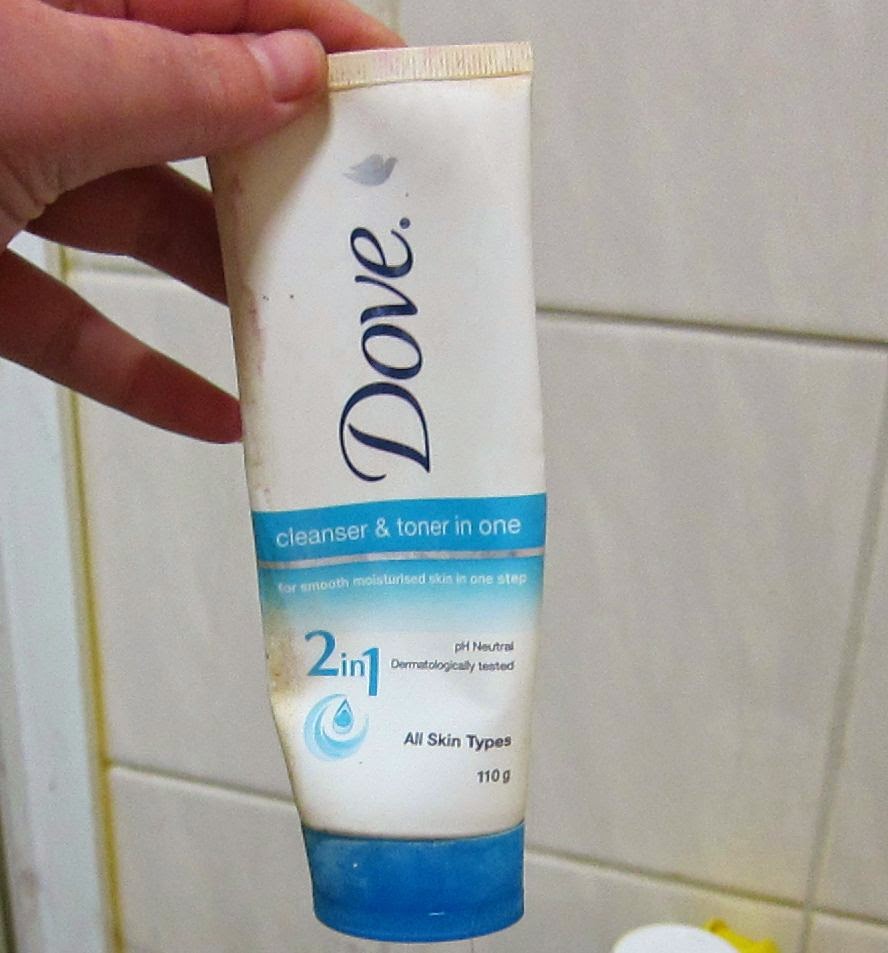 Dove.
cleanser & toner in one
for smooth moisturised skin in one step
2in1
pH Neutral
Dermatologically tested
All Skin Types
110 g